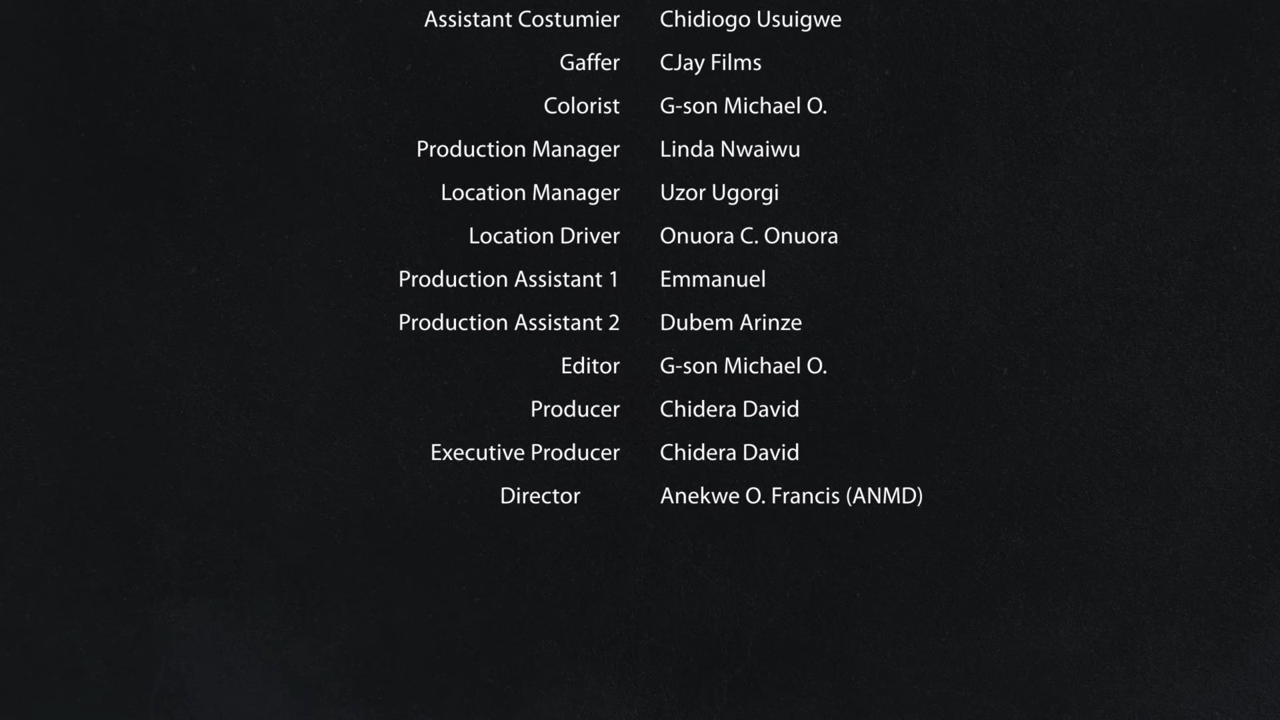 Assistant Costumier Chidiogo Usuigwe
Gaffer CJay Films
Colorist G-son Michael O.
Production Manager Linda Nwaiwu
Location Manager Uzor Ugorgi
Location Driver Onuora C. Onuora
Production Assistant 1 Emmanuel
Production Assistant 2 Dubem Arinze
Editor G-son Michael O.
Producer Chidera David
Executive Producer Chidera David
Director Anekwe O. Francis (ANMD)